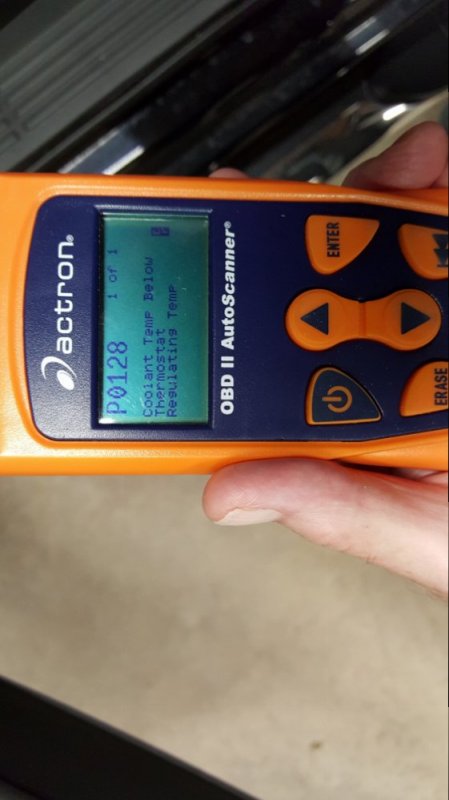 actron®
P0128 1 of 1
Coolant Temp Below
Thermostat
Regulating Temp
OBD II AutoScanner®
ENTER
ERASE